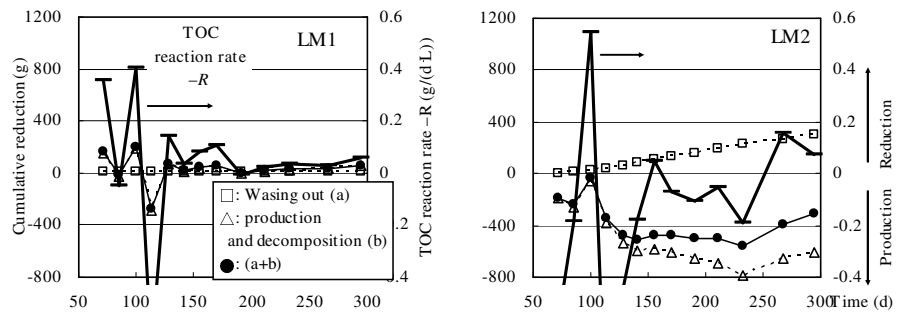 1200
800
400
0
-400
-800
50
100
150
200
250
300
Cumulative reduction (g)
0.6
0.4
0.2
0
TOC reaction rate –R (g/(d·L)
TOC
reaction rate
–R
LM1
□: Wasing out (a)
△: production
and decomposition (b)
●: (a+b)
1200
800
400
0
-400
-800
50
100
150
200
250
300
Time (d)
0.6
0.4
0.2
0
-0.2
-0.4
LM2
Reduction
Production